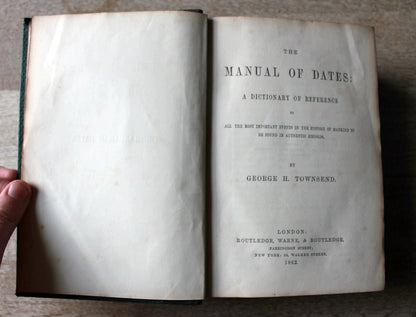 THE
MANUAL OF DATES:
A DICTIONARY OF REFERENCE
TO
ALL THE MOST IMPORTANT EVENTS IN THE HISTORY OF MANKIND TO
BE FOUND IN AUTHENTIC RECORDS.
BY
GEORGE H. TOWNSEND.
LONDON:
ROUTLEDGE, WARNE, & ROUTLEDGE,
FARRINGDON STREET;
NEW YORK: 56, WALKER STREET.
1862.